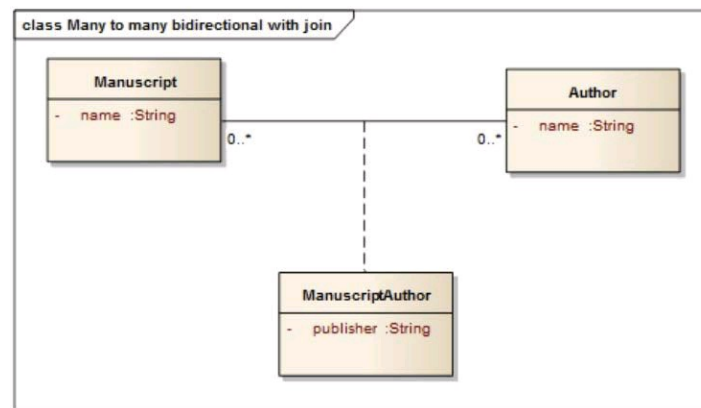 class Many to many bidirectional with join
Manuscript
- name :String
Author
- name :String
0..*
0..*
ManuscriptAuthor
- publisher :String